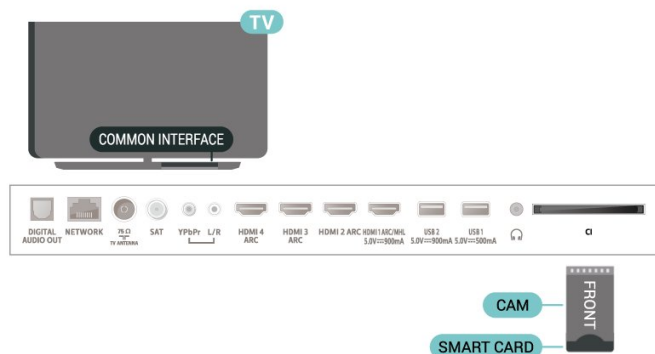 TV
COMMON INTERFACE
DIGITAL
AUDIO OUT
NETWORK
75 Ω
TV ANTENNA
SAT
YPbPr
L/R
HDMI 4
ARC
HDMI 3
ARC
HDMI 2 ARC
HDMI 1 ARC/MHL
5.0V⎓900mA
USB 2
5.0V⎓900mA
USB 1
5.0V⎓500mA
CI
CAM
FRONT
SMART CARD